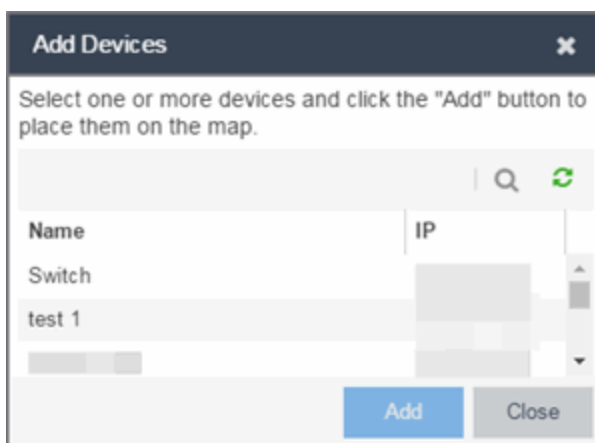 Add Devices
Select one or more devices and click the "Add" button to
place them on the map.
Name IP
Switch
test 1
Add Close